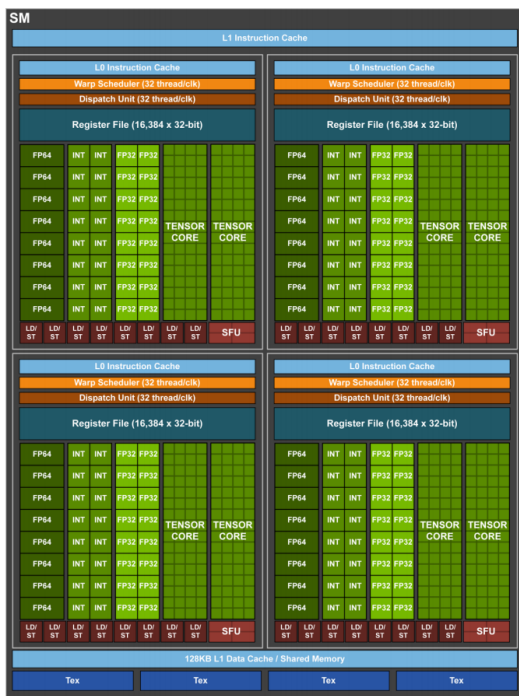 SM
L1 Instruction Cache
L0 Instruction Cache
Warp Scheduler (32 thread/clk)
Dispatch Unit (32 thread/clk)
Register File (16,384 x 32-bit)
FP64 INT INT FP32 FP32
FP64 INT INT FP32 FP32
FP64 INT INT FP32 FP32
FP64 INT INT FP32 FP32
TENSOR CORE TENSOR CORE
FP64 INT INT FP32 FP32
FP64 INT INT FP32 FP32
FP64 INT INT FP32 FP32
FP64 INT INT FP32 FP32
LD/ LD/ LD/ LD/ LD/ LD/ LD/ LD/ SFU
ST ST ST ST ST ST ST ST
L0 Instruction Cache
Warp Scheduler (32 thread/clk)
Dispatch Unit (32 thread/clk)
Register File (16,384 x 32-bit)
FP64 INT INT FP32 FP32
FP64 INT INT FP32 FP32
FP64 INT INT FP32 FP32
FP64 INT INT FP32 FP32
TENSOR CORE TENSOR CORE
FP64 INT INT FP32 FP32
FP64 INT INT FP32 FP32
FP64 INT INT FP32 FP32
FP64 INT INT FP32 FP32
LD/ LD/ LD/ LD/ LD/ LD/ LD/ LD/ SFU
ST ST ST ST ST ST ST ST
L0 Instruction Cache
Warp Scheduler (32 thread/clk)
Dispatch Unit (32 thread/clk)
Register File (16,384 x 32-bit)
FP64 INT INT FP32 FP32
FP64 INT INT FP32 FP32
FP64 INT INT FP32 FP32
FP64 INT INT FP32 FP32
TENSOR CORE TENSOR CORE
FP64 INT INT FP32 FP32
FP64 INT INT FP32 FP32
FP64 INT INT FP32 FP32
FP64 INT INT FP32 FP32
LD/ LD/ LD/ LD/ LD/ LD/ LD/ LD/ SFU
ST ST ST ST ST ST ST ST
L0 Instruction Cache
Warp Scheduler (32 thread/clk)
Dispatch Unit (32 thread/clk)
Register File (16,384 x 32-bit)
FP64 INT INT FP32 FP32
FP64 INT INT FP32 FP32
FP64 INT INT FP32 FP32
FP64 INT INT FP32 FP32
TENSOR CORE TENSOR CORE
FP64 INT INT FP32 FP32
FP64 INT INT FP32 FP32
FP64 INT INT FP32 FP32
FP64 INT INT FP32 FP32
LD/ LD/ LD/ LD/ LD/ LD/ LD/ LD/ SFU
ST ST ST ST ST ST ST ST
128KB L1 Data Cache / Shared Memory
Tex Tex Tex Tex